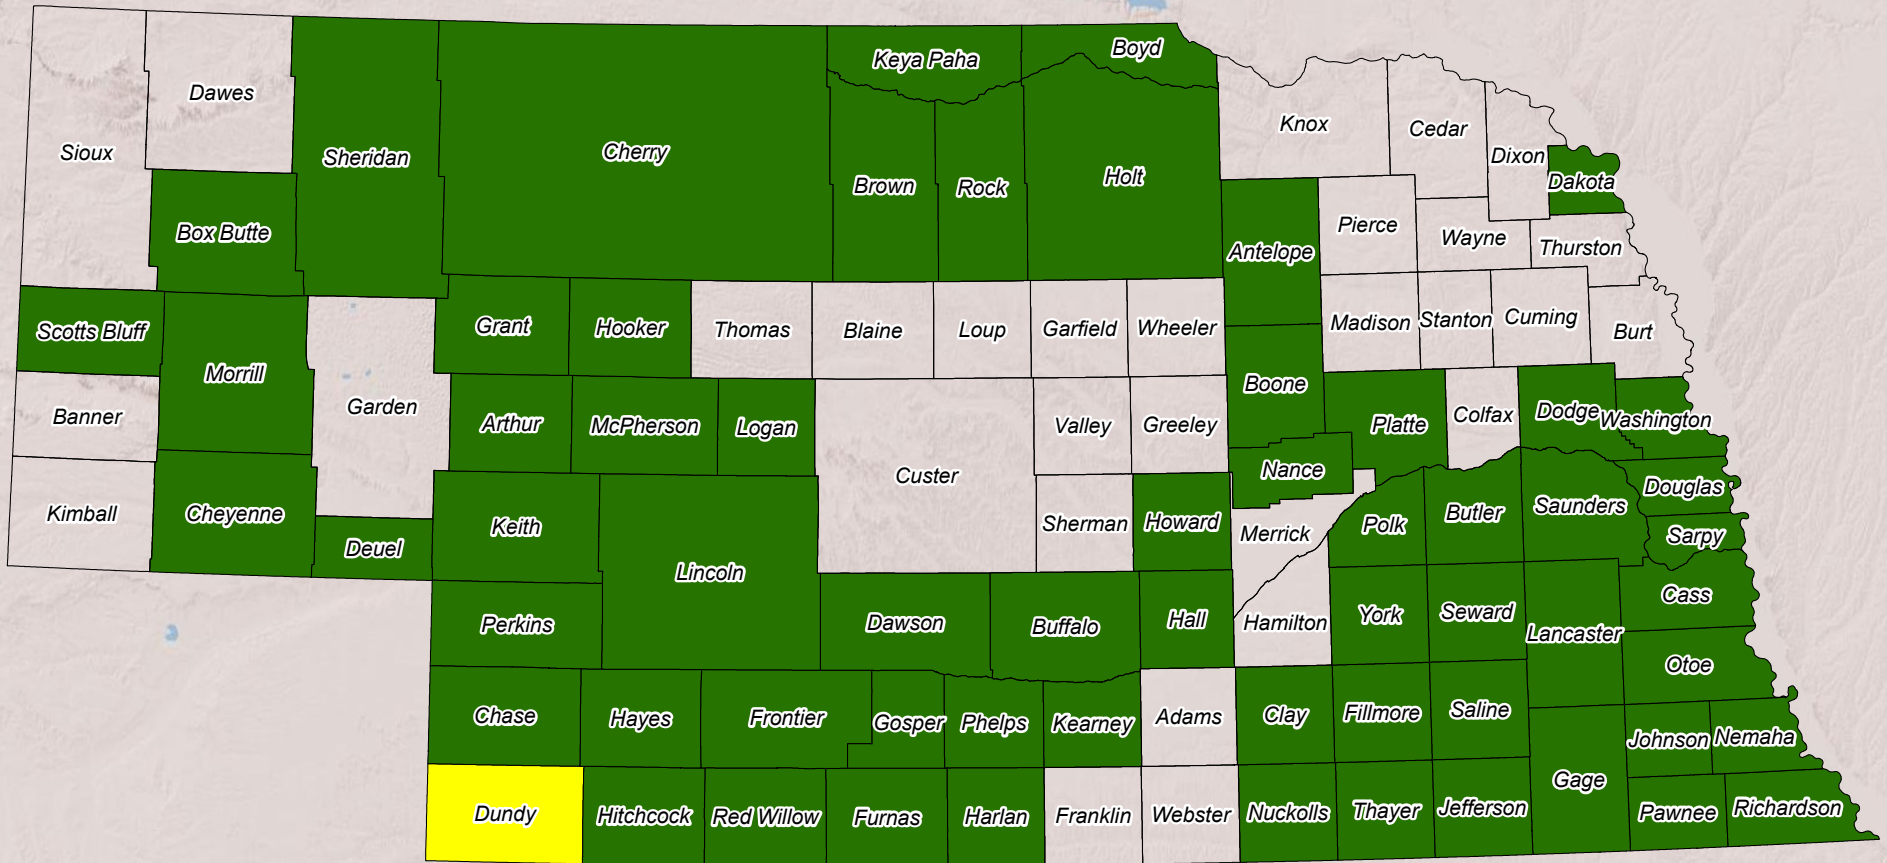 Boyd
Keya Paha
Dawes
Knox
Cedar
Sioux
Sheridan
Cherry
Dixon
Holt
Dakota
Brown
Rock
Pierce
Box Butte
Wayne
Thurston
Antelope
Grant
Hooker
Thomas
Blaine
Loup
Garfield
Wheeler
Madison
Stanton
Cuming
Burt
Scotts Bluff
Morrill
Boone
Garden
Banner
Arthur
McPherson
Logan
Valley
Greeley
Platte
Colfax
Dodge
Washington
Custer
Nance
Douglas
Kimball
Cheyenne
Keith
Sherman
Howard
Merrick
Polk
Butler
Saunders
Sarpy
Deuel
Lincoln
Cass
Perkins
Dawson
Buffalo
Hall
Hamilton
York
Seward
Lancaster
Otoe
Chase
Hayes
Frontier
Gosper
Phelps
Kearney
Adams
Clay
Fillmore
Saline
Johnson
Nemaha
Gage
Dundy
Hitchcock
Red Willow
Furnas
Harlan
Franklin
Webster
Nuckolls
Thayer
Jefferson
Pawnee
Richardson